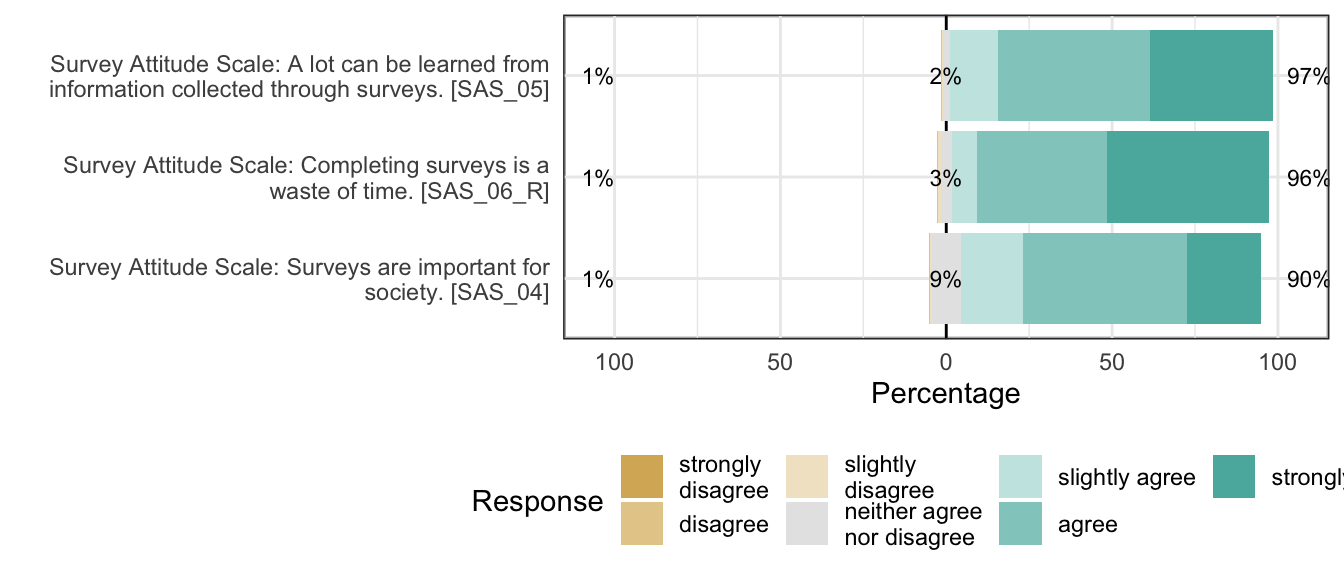 Survey Attitude Scale: A lot can be learned from
information collected through surveys. [SAS_05]
1%
2%
97%
Survey Attitude Scale: Completing surveys is a
waste of time. [SAS_06_R]
1%
3%
96%
Survey Attitude Scale: Surveys are important for
society. [SAS_04]
1%
9%
90%
100 50 0 50 100
Percentage
Response
strongly
disagree
disagree
slightly
disagree
neither agree
nor disagree
slightly agree
agree
strongly